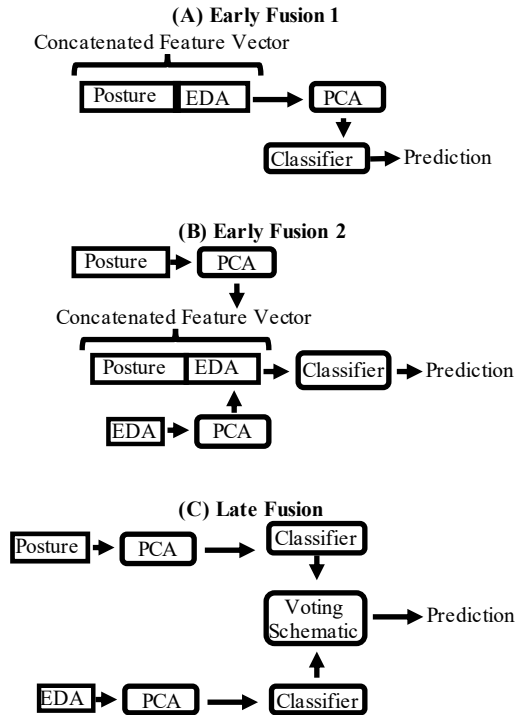 (A) Early Fusion 1
Concatenated Feature Vector
Posture EDA PCA
Classifier Prediction
(B) Early Fusion 2
Posture PCA
Concatenated Feature Vector
Posture EDA Classifier Prediction
EDA PCA
(C) Late Fusion
Posture PCA Classifier
Voting
Schematic Prediction
EDA PCA Classifier